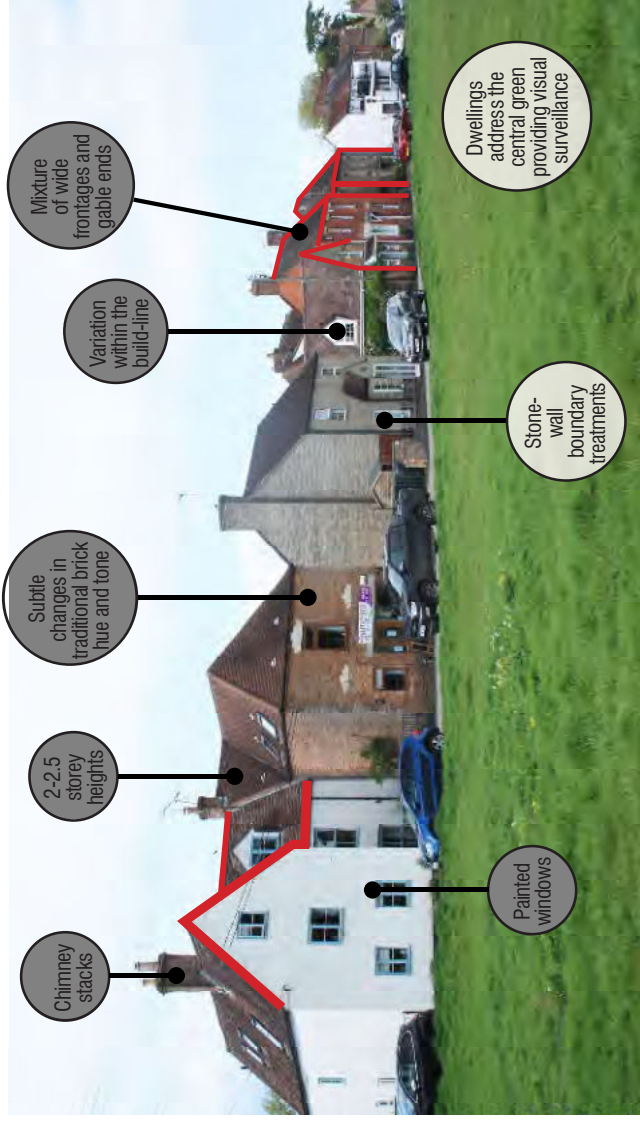 Chimney
stacks
2-2.5
storey
heights
Subtle
changes in
traditional brick
hue and tone
Variation
within the
build-line
Mixture
of wide
frontages and
gable ends
Painted
windows
Stone-
wall
boundary
treatments
Dwellings
address the
central green
providing visual
surveillance